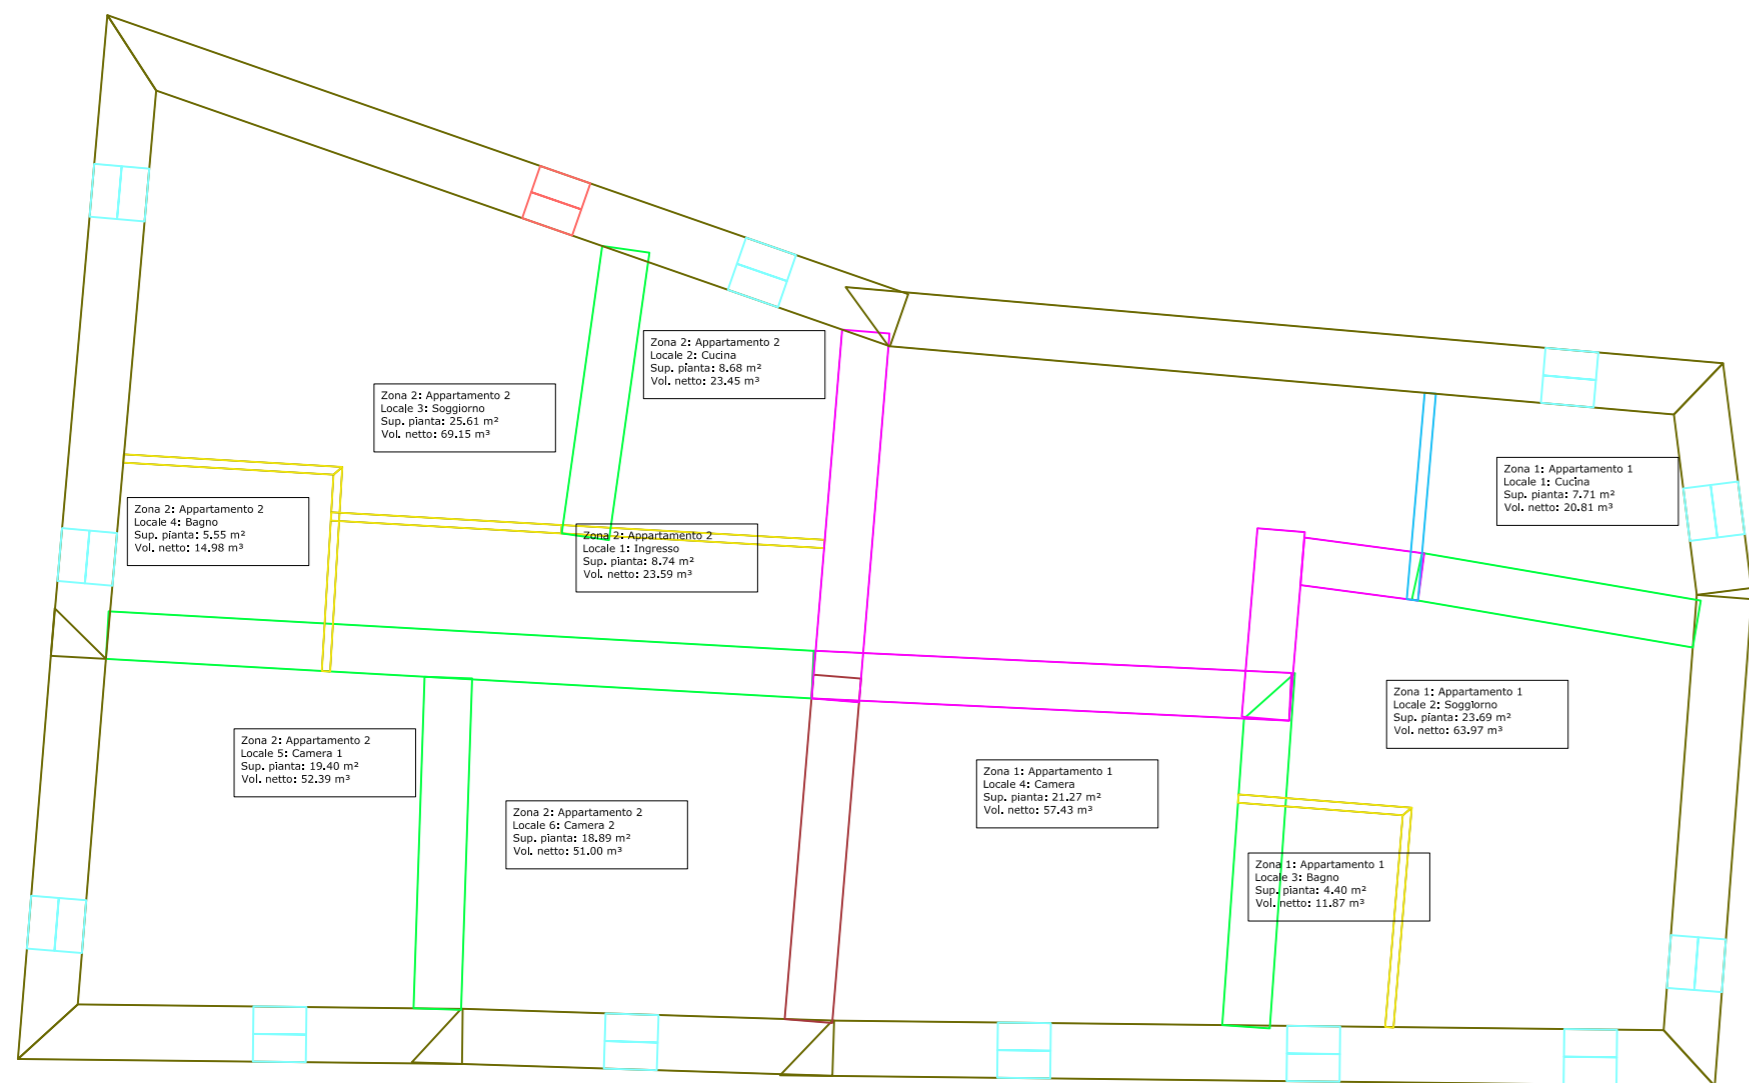 Zona 2: Appartamento 2
Locale 2: Cucina
Sup. pianta: 8.68 m²
Vol. netto: 23.45 m³
Zona 2: Appartamento 2
Locale 3: Soggiorno
Sup. pianta: 25.61 m²
Vol. netto: 69.15 m³
Zona 1: Appartamento 1
Locale 1: Cucina
Sup. pianta: 7.71 m²
Vol. netto: 20.81 m³
Zona 2: Appartamento 2
Locale 4: Bagno
Sup. pianta: 5.55 m²
Vol. netto: 14.98 m³
Zona 2: Appartamento 2
Locale 1: Ingresso
Sup. pianta: 8.74 m²
Vol. netto: 23.59 m³
Zona 1: Appartamento 1
Locale 2: Soggiorno
Sup. pianta: 23.69 m²
Vol. netto: 63.97 m³
Zona 2: Appartamento 2
Locale 5: Camera 1
Sup. pianta: 19.40 m²
Vol. netto: 52.39 m³
Zona 1: Appartamento 1
Locale 4: Camera
Sup. pianta: 21.27 m²
Vol. netto: 57.43 m³
Zona 2: Appartamento 2
Locale 6: Camera 2
Sup. pianta: 18.89 m²
Vol. netto: 51.00 m³
Zona 1: Appartamento 1
Locale 3: Bagno
Sup. pianta: 4.40 m²
Vol. netto: 11.87 m³